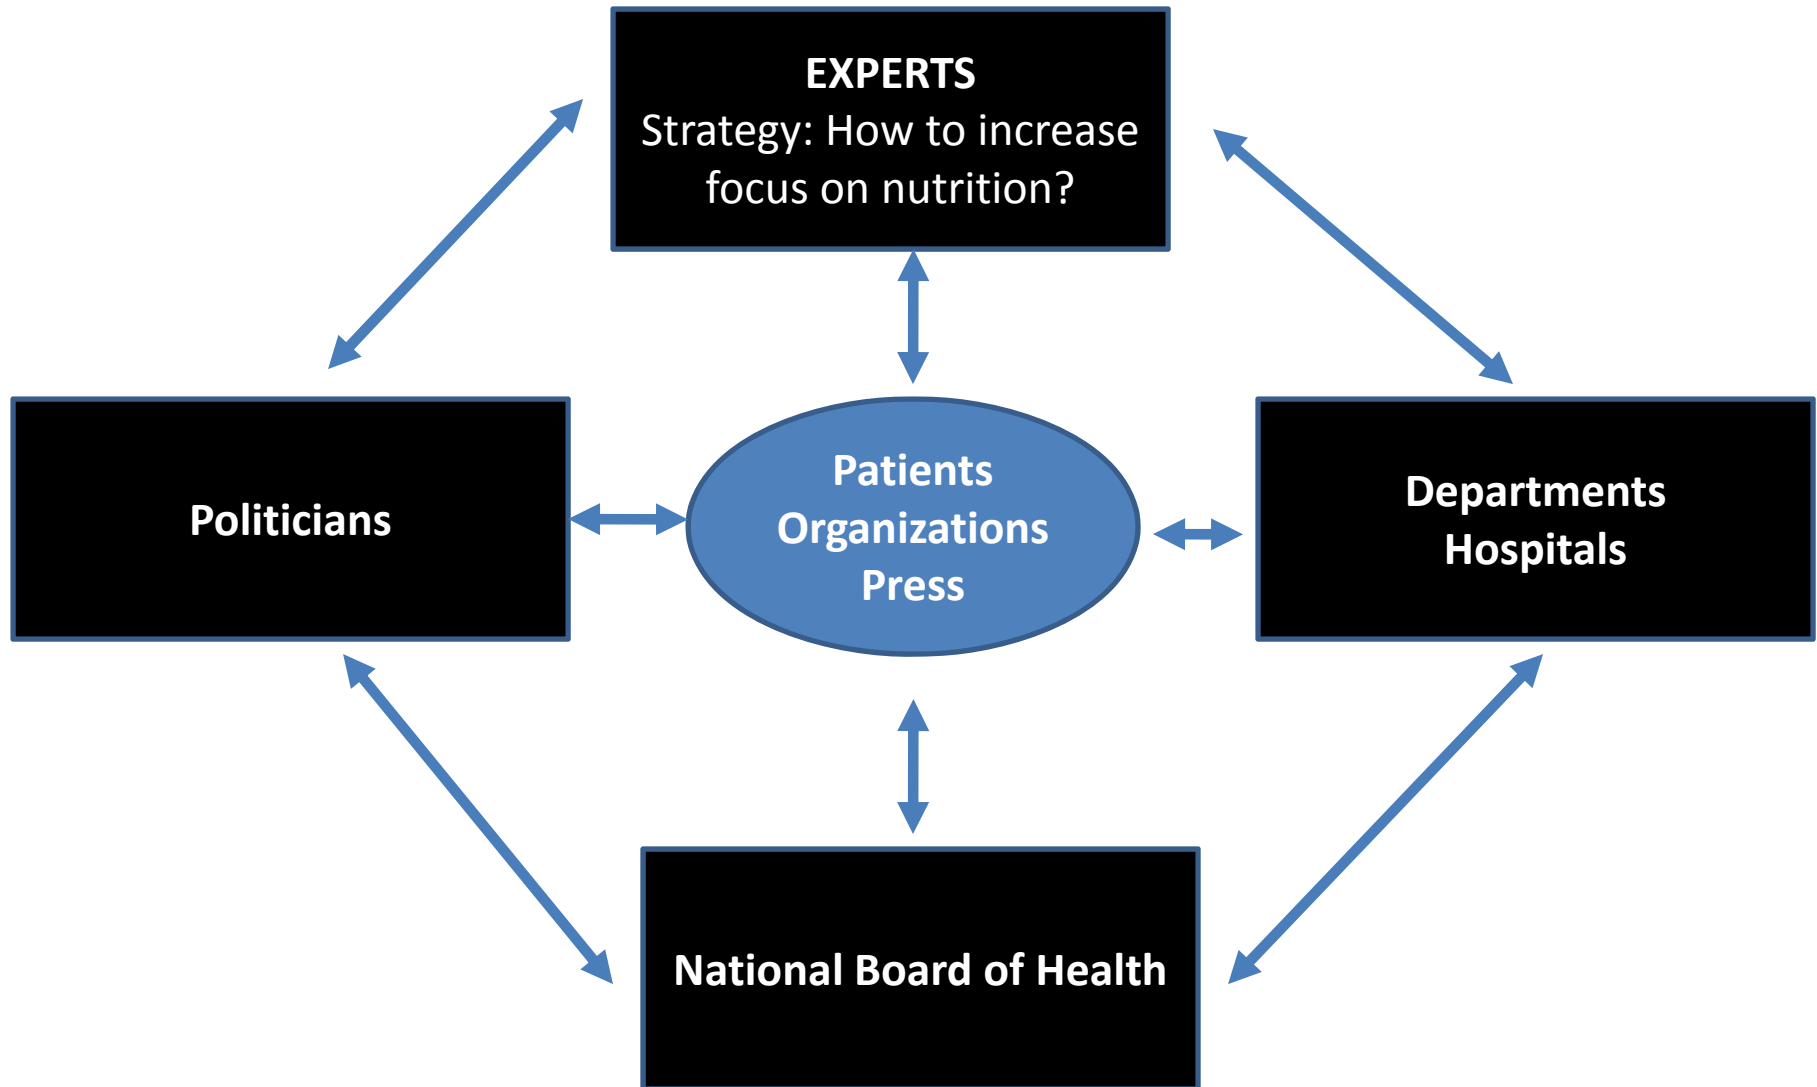 EXPERTS
Strategy: How to increase
focus on nutrition?
Politicians
Patients
Organizations
Press
Departments
Hospitals
National Board of Health